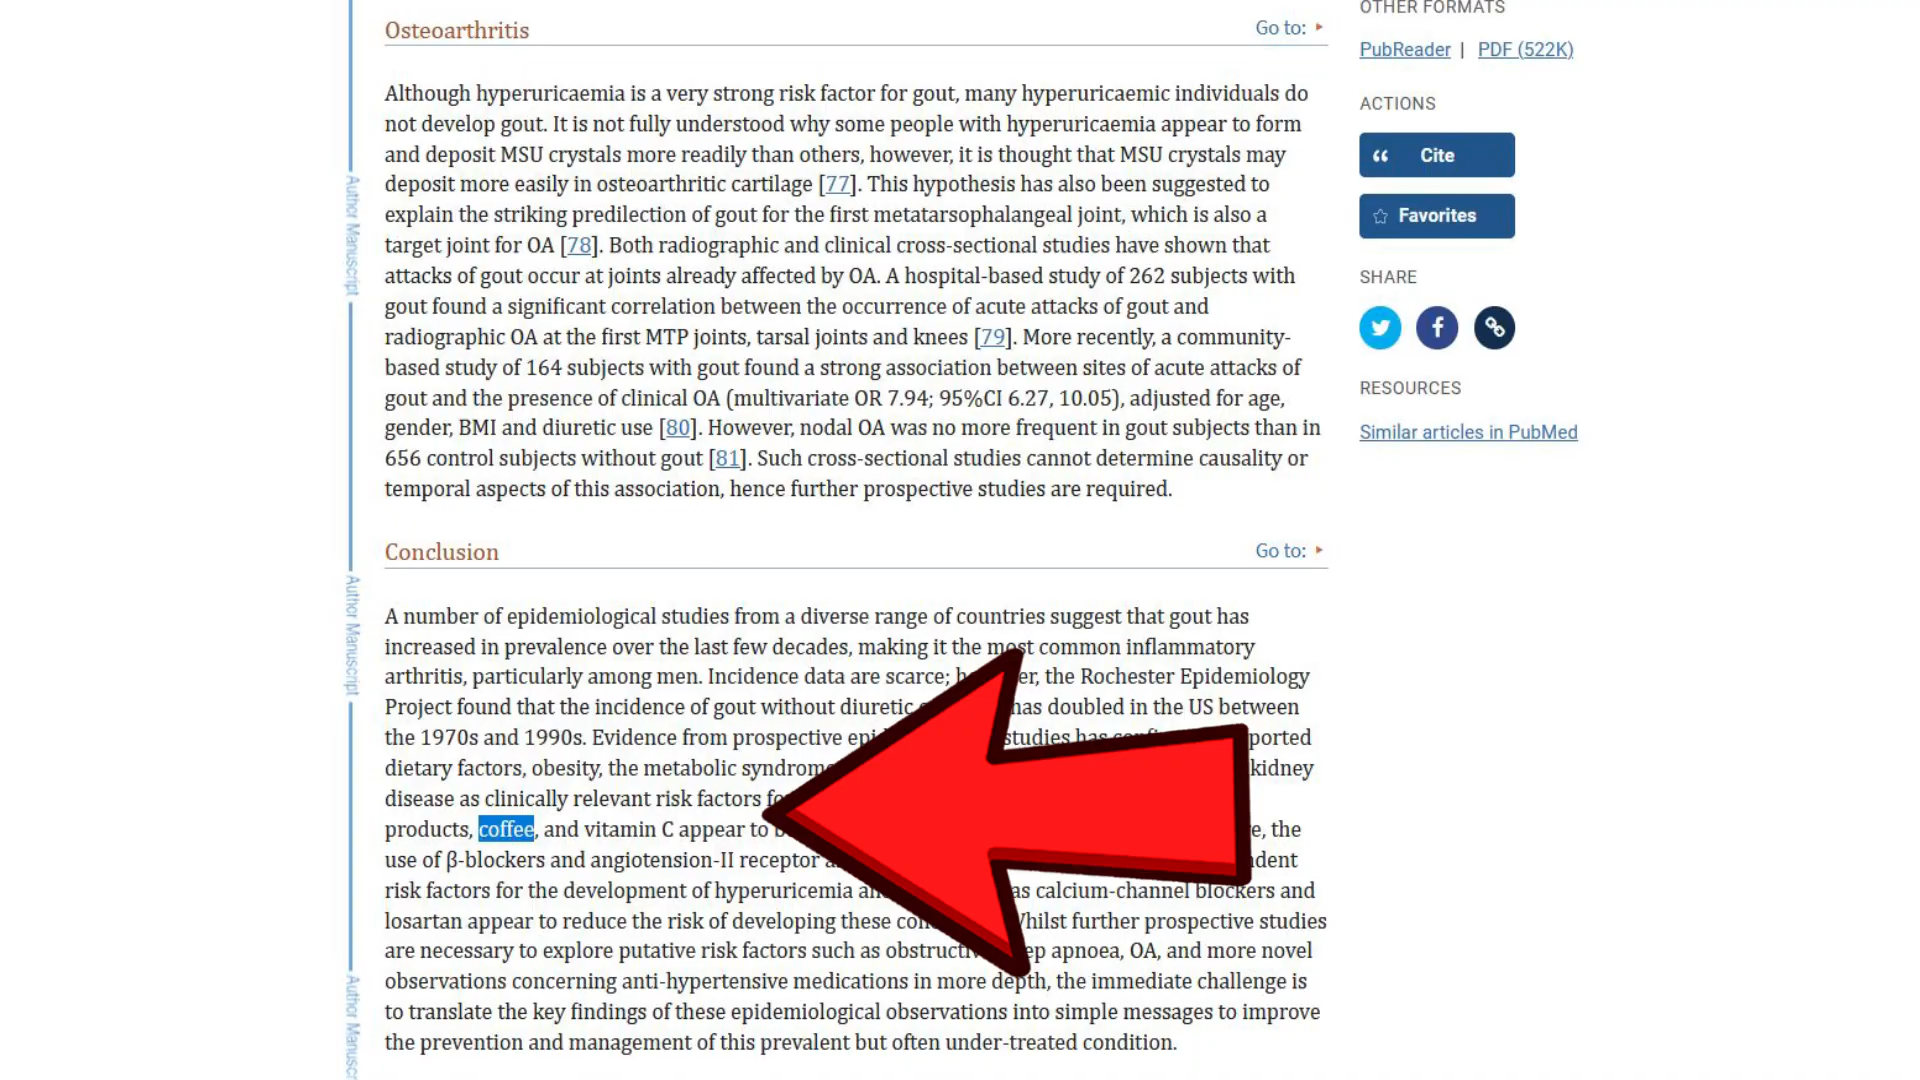 OTHER FORMATS
PubReader | PDF (522K)
ACTIONS
Cite
Favorites
SHARE
RESOURCES
Similar articles in PubMed
Osteoarthritis
Go to:
Although hyperuricaemia is a very strong risk factor for gout, many hyperuricaemic individuals do
not develop gout. It is not fully understood why some people with hyperuricaemia appear to form
and deposit MSU crystals more readily than others, however, it is thought that MSU crystals may
deposit more easily in osteoarthritic cartilage [77]. This hypothesis has also been suggested to
explain the striking predilection of gout for the first metatarsophalangeal joint, which is also a
target joint for OA [78]. Both radiographic and clinical cross-sectional studies have shown that
attacks of gout occur at joints already affected by OA. A hospital-based study of 262 subjects with
gout found a significant correlation between the occurrence of acute attacks of gout and
radiographic OA at the first MTP joints, tarsal joints and knees [79]. More recently, a community-
based study of 164 subjects with gout found a strong association between sites of acute attacks of
gout and the presence of clinical OA (multivariate OR 7.94; 95%CI 6.27, 10.05), adjusted for age,
gender, BMI and diuretic use [80]. However, nodal OA was no more frequent in gout subjects than in
656 control subjects without gout [81]. Such cross-sectional studies cannot determine causality or
temporal aspects of this association, hence further prospective studies are required.
Conclusion
Go to:
A number of epidemiological studies from a diverse range of countries suggest that gout has
increased in prevalence over the last few decades, making it the most common inflammatory
arthritis, particularly among men. Incidence data are scarce; the Rochester Epidemiology
Project found that the incidence of gout without diuretic has doubled in the US between
the 1970s and 1990s. Evidence from prospective studies has
dietary factors, obesity, the metabolic syndrome kidney
disease as clinically relevant risk factors
products, coffee, and vitamin C appear to the
use of β-blockers and angiotension-II receptor
risk factors for the development of hyperuricemia as calcium-channel blockers and
losartan appear to reduce the risk of developing these Whilst further prospective studies
are necessary to explore putative risk factors such as apnoea, OA, and more novel
observations concerning anti-hypertensive medications in more depth, the immediate challenge is
to translate the key findings of these epidemiological observations into simple messages to improve
the prevention and management of this prevalent but often under-treated condition.
Author Manuscript
Author Manuscript
Author